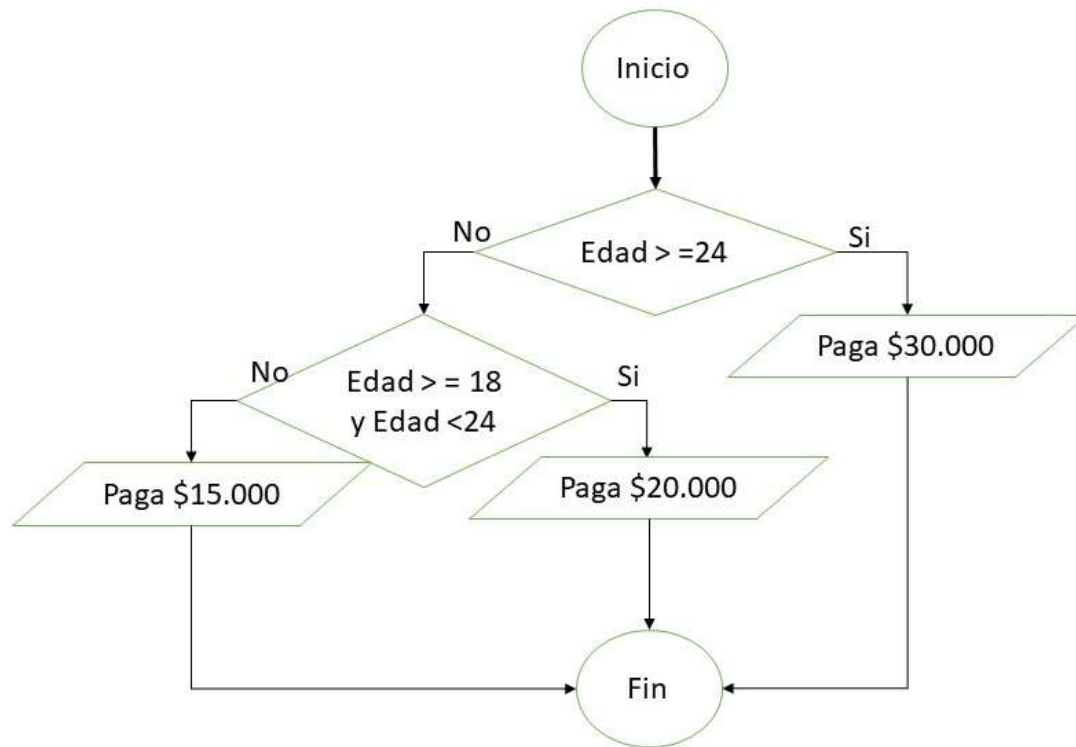 Inicio
No
Edad > =24
Si
Paga $30.000
No
Edad > = 18
y Edad <24
Si
Paga $15.000
Paga $20.000
Fin